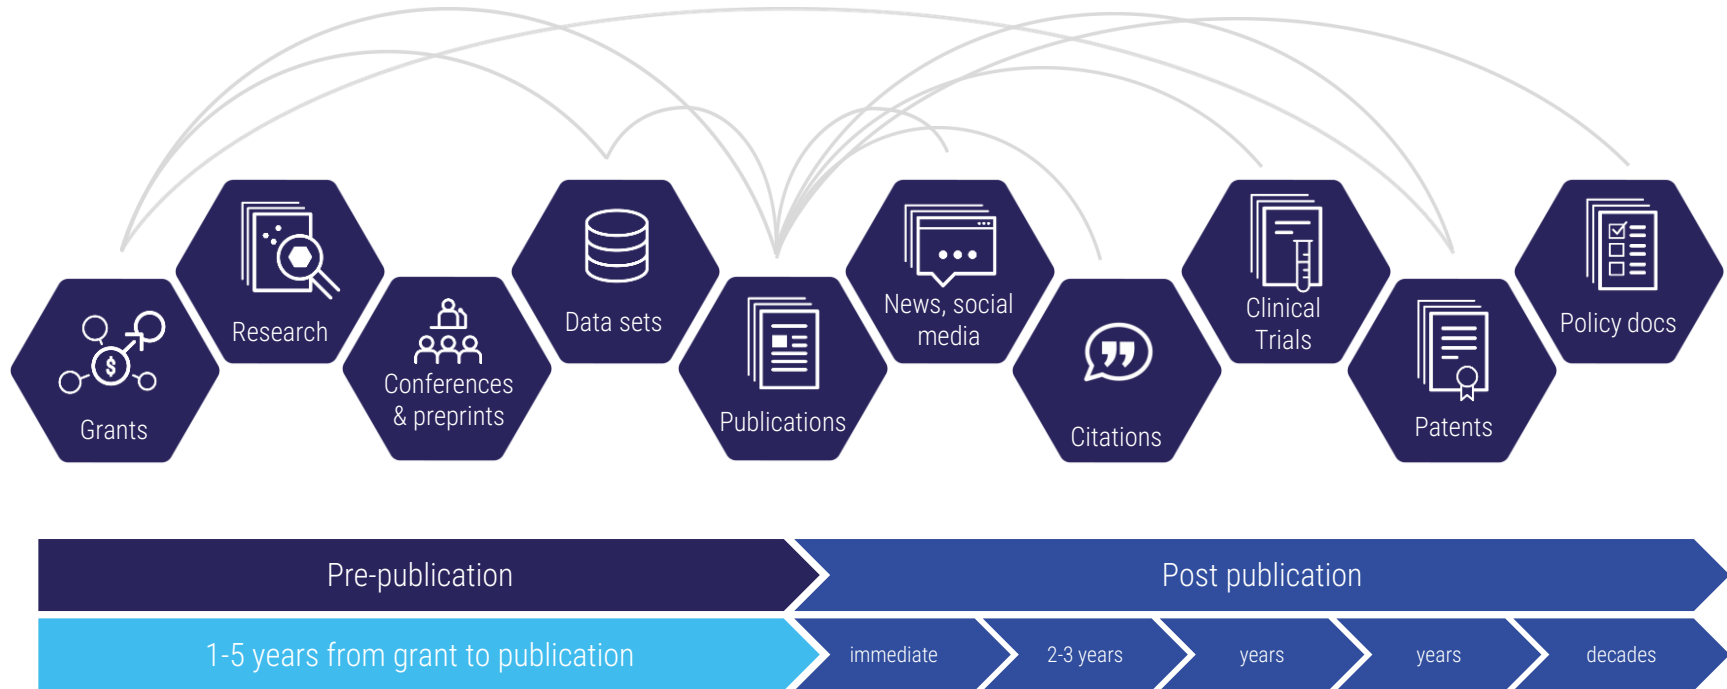 Grants
Research
Conferences
& preprints
Data sets
Publications
News, social
media
Citations
Clinical
Trials
Patents
Policy docs
$
Pre-publication
Post publication
1-5 years from grant to publication
immediate
2-3 years
years
years
decades